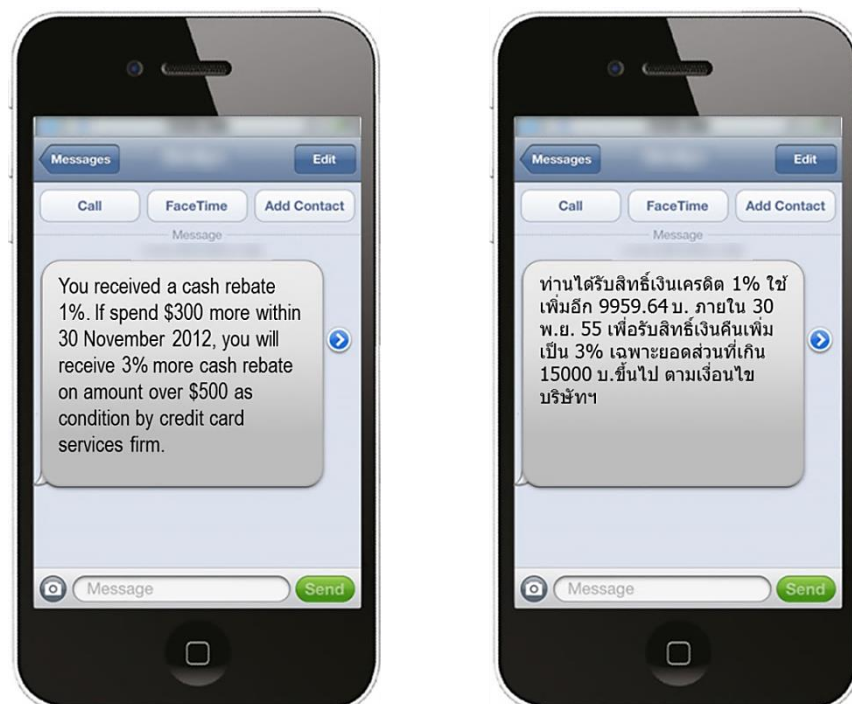 Messages
Edit
Call
FaceTime
Add Contact
Message
You received a cash rebate
1%. If spend $300 more within
30 November 2012, you will
receive 3% more cash rebate
on amount over $500 as
condition by credit card
services firm.
Message
Send
Messages
Edit
Call
FaceTime
Add Contact
Message
ท่านได้รับสิทธิ์เงินเครดิต 1% ใช้
เพิ่มอีก 9959.64 บ. ภายใน 30
พ.ย. 55 เพื่อรับสิทธิ์เงินคืนเพิ่ม
เป็น 3% เฉพาะยอดส่วนที่เกิน
15000 บ.ขึ้นไป ตามเงื่อนไข
บริษัทฯ
Message
Send